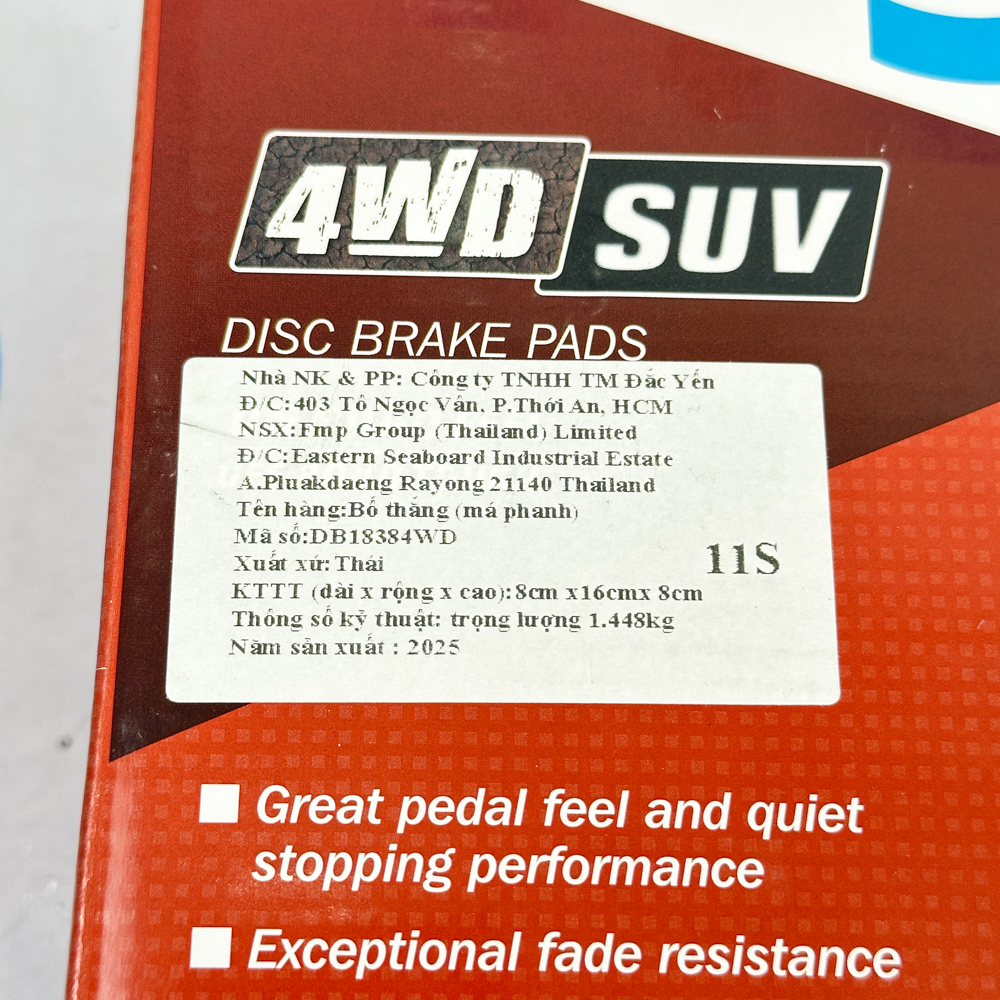 4WD SUV
DISC BRAKE PADS
Nhà NK & PP: Công ty TNHH TM Đắc Yến
Đ/C:403 Tô Ngọc Vân, P.Thới An, HCM
NSX:Fmp Group (Thailand) Limited
Đ/C:Eastern Seaboard Industrial Estate
A.Pluakdaeng Rayong 21140 Thailand
Tên hàng:Bố thắng (má phanh)
Mã số:DB18384WD
Xuất xứ: Thái
11S
KTTT (dài x rộng x cao): 8cm x16cmx 8cm
Thông số kỹ thuật: trọng lượng 1.448kg
Năm sản xuất : 2025
Great pedal feel and quiet
stopping performance
Exceptional fade resistance